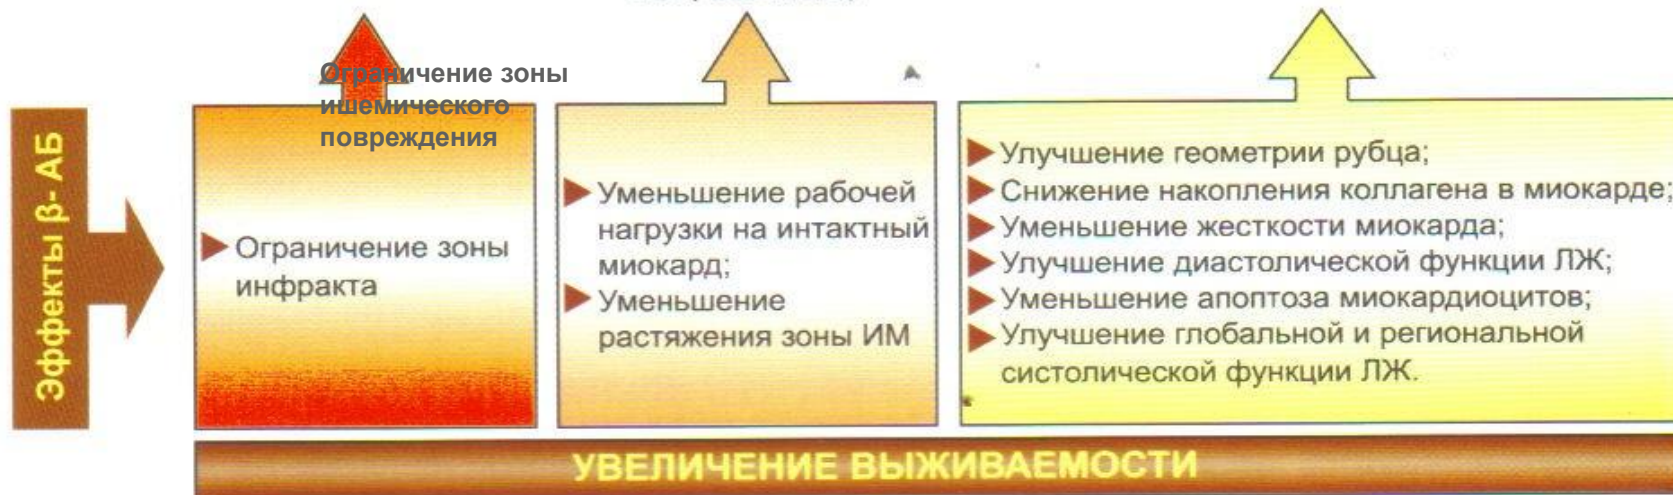 Ограничение зоны
ишемического
повреждения
Эффекты β- АБ
Ограничение зоны
инфракта
Уменьшение рабочей
нагрузки на интактный
миокард;
Уменьшение
растяжения зоны ИМ
Улучшение геометрии рубца;
Снижение накопления коллагена в миокарде;
Уменьшение жесткости миокарда;
Улучшение диастолической функции ЛЖ;
Уменьшение апоптоза миокардиоцитов;
Улучшение глобальной и региональной
систолической функции ЛЖ.
УВЕЛИЧЕНИЕ ВЫЖИВАЕМОСТИ